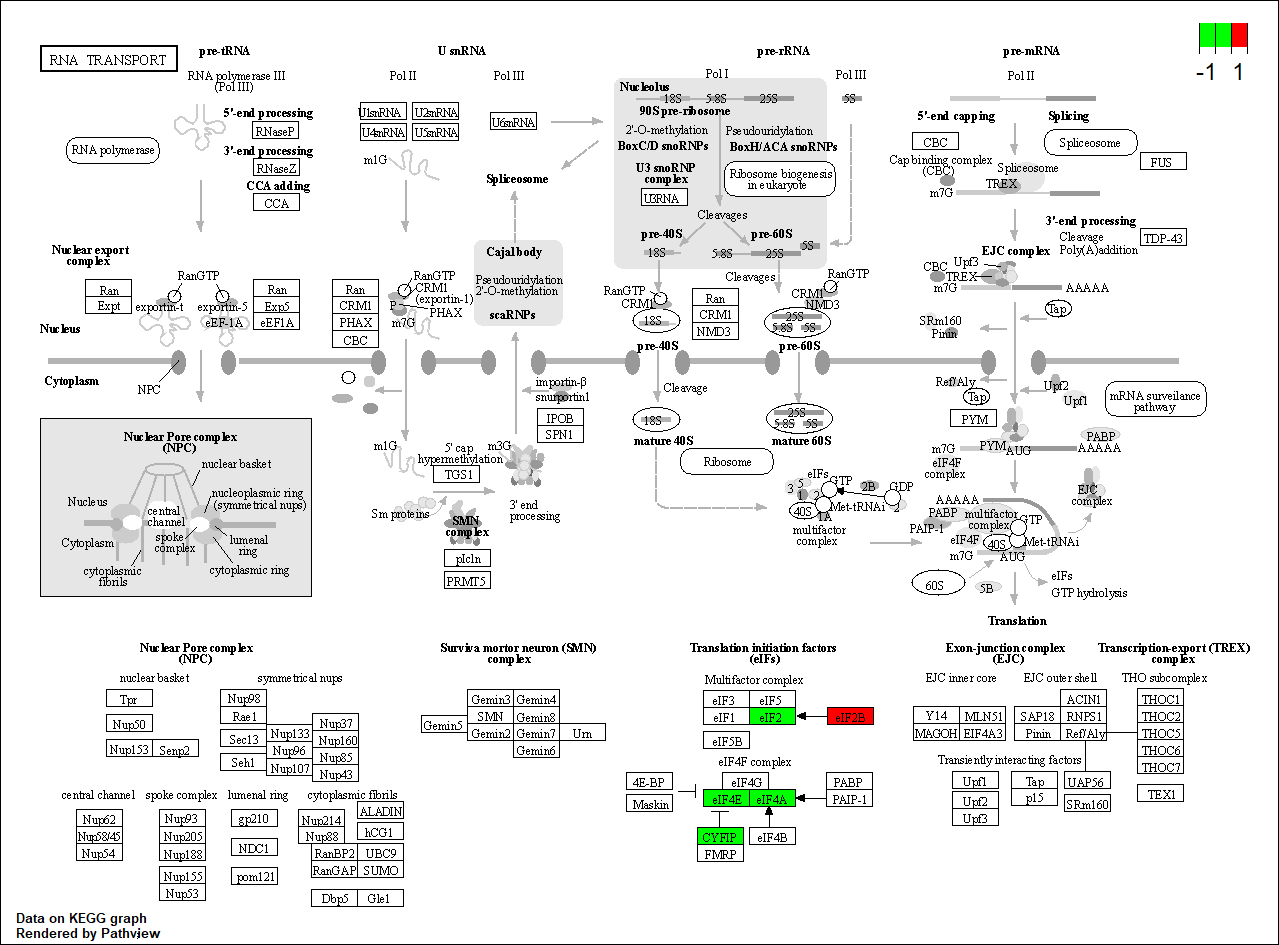 RNA TRANSPORT
-1 1
pre-tRNA
RNA polymerase III
(Pol III)
5'-end processing
RNaseP
3'-end processing
RNaseZ
CCA adding
CCA
RNA polymerase
Nuclear export
complex
Ran
Expt
RanGTP
exportin-t
exportin-5
eEF-1A
Ran
Exp5
eEF1A
Nucleus
Cytoplasm
NPC
U snRNA
Pol II
Pol III
U1snRNA
U2snRNA
U4snRNA
U5snRNA
U6snRNA
m1G
Spliceosome
Cajal body
Pseudouridylation
2'-O-methylation
scaRNPs
Ran
CRM1
PHAX
CBC
RanGTP
CRM1
(exportin-1)
P
PHAX
m7G
importin-β
snurportin1
IPOB
SPN1
m1G
5' cap
hypermethylation
TGS1
m3G
Sm proteins
3' end
processing
SMN
complex
pIcln
PRMT5
pre-rRNA
Pol I
Pol III
Nucleolus
18S
5.8S
25S
5S
90S pre-ribosome
2'-O-methylation
Pseudouridylation
BoxC/D snoRNPs
BoxH/ACA snoRNPs
U3 snoRNP
complex
U3RNA
Ribosome biogenesis
in eukaryote
Cleavages
pre-40S
pre-60S
18S
5.8S
25S
5S
Cleavages
RanGTP
CRM1
18S
Ran
CRM1
NMD3
RanGTP
CRM1
NMD3
25S
5.8S 5S
pre-40S
pre-60S
Cleavage
18S
25S
5.8S 5S
mature 40S
mature 60S
Ribosome
eIFs
GTP
3 5
1 2
40S
1A
Met-tRNAi
2B
GDP
multifactor
complex
pre-mRNA
Pol II
5'-end capping
Splicing
CBC
Spliceosome
FUS
Cap binding complex
(CBC)
Spliceosome
TREX
m7G
3'-end processing
Cleavage
Poly(A)addition
TDP-43
EJC complex
CBC
Upf3
TREX
m7G
AAAAA
Tap
SRm160
Pinin
Ref/Aly
Tap
Upf2
Upf1
mRNA surveilance
pathway
PYM
m7G
PYM
AUG
PABP
AAAAA
eIF4F
complex
EJC
complex
AAAAA
PABP
PAIP-1
multifactor
complex
GTP
eIF4F
40S
Met-tRNAi
m7G
AUG
60S
5B
eIFs
GTP hydrolysis
Translation
Nuclear Pore complex
(NPC)
nuclear basket
Nucleus
nucleoplasmic ring
(symmetrical nups)
central
channel
spoke
complex
lumenal
ring
Cytoplasm
cytoplasmic
fibrils
cytoplasmic ring
Nuclear Pore complex
(NPC)
nuclear basket
Tpr
Nup50
Nup153
Senp2
symmetrical nups
Nup98
Rae1
Sec13
Seh1
Nup133
Nup96
Nup107
Nup37
Nup160
Nup85
Nup43
central channel
Nup62
Nup58/45
Nup54
spoke complex
Nup93
Nup205
Nup188
Nup155
Nup53
lumenal ring
gp210
NDC1
pom121
cytoplasmic fibrils
Nup214
Nup88
ALADIN
hCG1
RanBP2
UBC9
RanGAP
SUMO
Dbp5
Gle1
Surviva mortor neuron (SMN)
complex
Gemin5
Gemin3
Gemin4
SMN
Gemin8
Gemin2
Gemin7
Gemin6
Urn
Translation initiation factors
(eIFs)
Multifactor complex
eIF3
eIF5
eIF1
eIF2
eIF2B
eIF5B
eIF4F complex
4E-BP
Maskin
eIF4G
eIF4E
eIF4A
PABP
PAIP-1
CYFIP
FMRP
eIF4B
Exon-junction complex
(EJC)
EJC inner core
Y14
MLN51
MAGOH
EIF4A3
EJC outer shell
ACIN1
SAP18
RNPS1
Pinin
Ref/Aly
Transiently interacting factors
Upf1
Upf2
Upf3
Tap
p15
UAP56
SRm160
Transcription-export (TREX)
complex
THO subcomplex
THOC1
THOC2
THOC5
THOC6
THOC7
TEX1
Data on KEGG graph
Rendered by Pathview